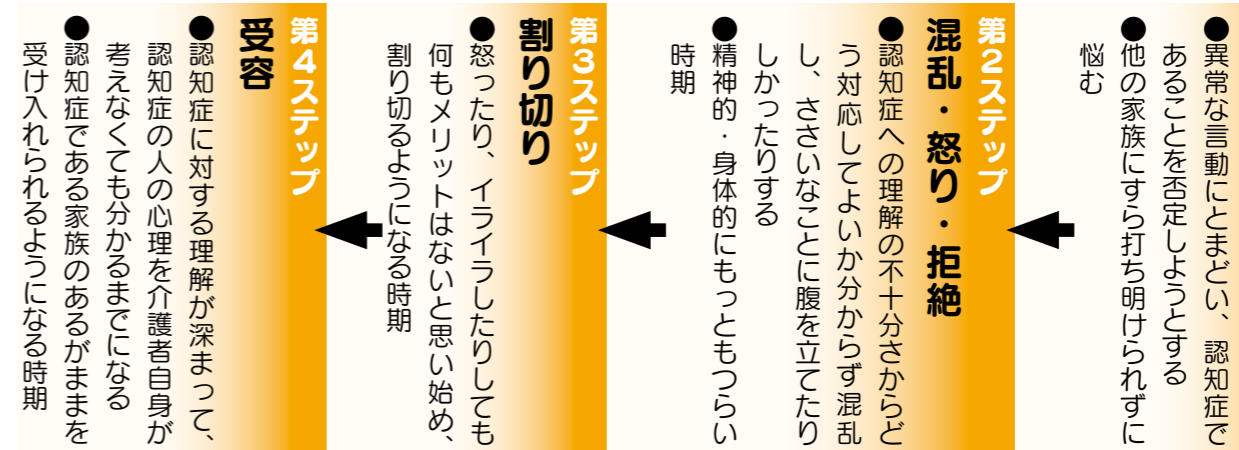 ●異常な言動にとまどい、認知症で
あることを否定しようとする
●他の家族にすら打ち明けられずに
悩む
第2ステップ
混乱・怒り・拒絶
●認知症への理解の不十分さからど
う対応してよいか分からず混乱
し、ささいなことに腹を立てたり
しかったりする
●精神的・身体的にもっともつらい
時期
第3ステップ
割り切り
●怒ったり、イライラしたりしても
何もメリットはないと思い始め、
割り切るようになる時期
第4ステップ
受容
●認知症に対する理解が深まって、
認知症の人の心理を介護者自身が
考えなくても分かるまでになる
●認知症である家族のあるがままを
受け入れられるようになる時期